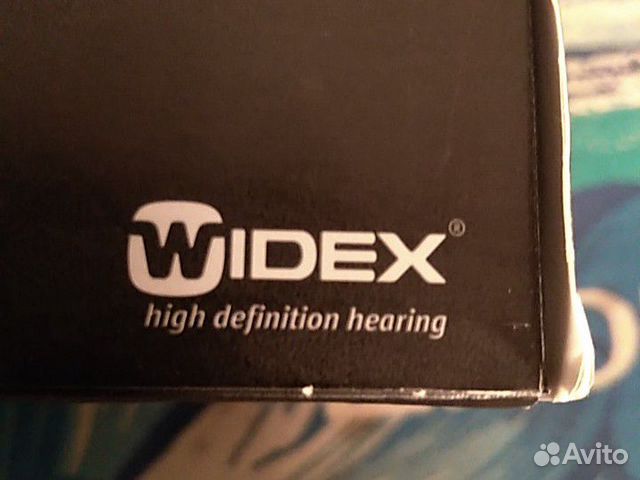 WIDEX®
high definition hearing
Avito